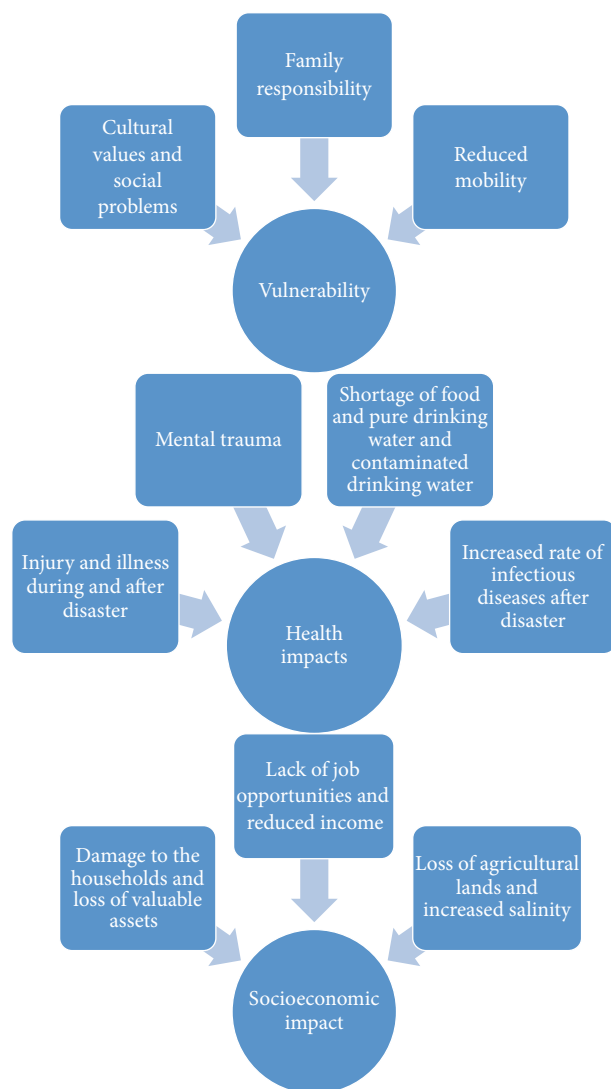 Family
responsibility
Cultural
values and
social
problems
Reduced
mobility
Vulnerability
Mental trauma
Shortage of food
and pure drinking
water and
contaminated
drinking water
Injury and illness
during and after
disaster
Increased rate of
infectious
diseases after
disaster
Health
impacts
Lack of job
opportunities and
reduced income
Damage to the
households and
loss of valuable
assets
Loss of agricultural
lands and
increased salinity
Socioeconomic
impact